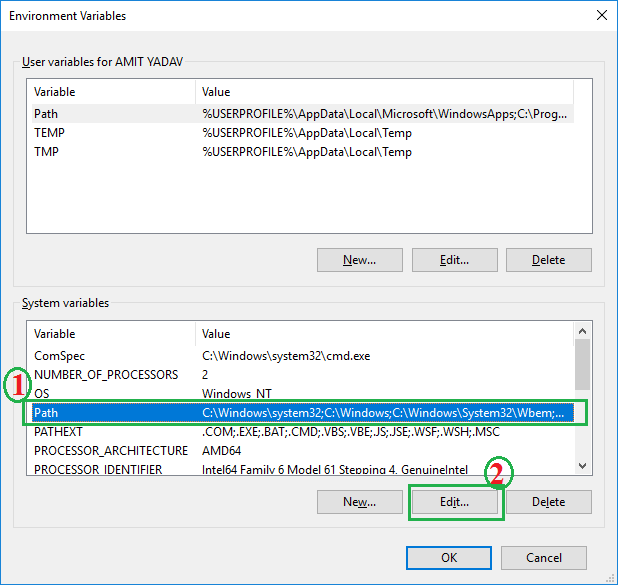 Environment Variables
User variables for AMIT YADAV
Variable Value
Path %USERPROFILE%\AppData\Local\Microsoft\WindowsApps;C:\Prog...
TEMP %USERPROFILE%\AppData\Local\Temp
TMP %USERPROFILE%\AppData\Local\Temp
New... Edit... Delete
System variables
Variable Value
ComSpec C:\Windows\system32\cmd.exe
NUMBER_OF_PROCESSORS 2
1
OS Windows_NT
Path C:\Windows\system32;C:\Windows;C:\Windows\System32\Wbem;...
PATHEXT .COM;.EXE;.BAT;.CMD;.VBS;.VBE;.JS;.JSE;.WSF;.WSH;.MSC
PROCESSOR_ARCHITECTURE AMD64
PROCESSOR_IDENTIFIER Intel64 Family 6 Model 61 Stepping 4, GenuineIntel
2
New... Edit... Delete
OK Cancel